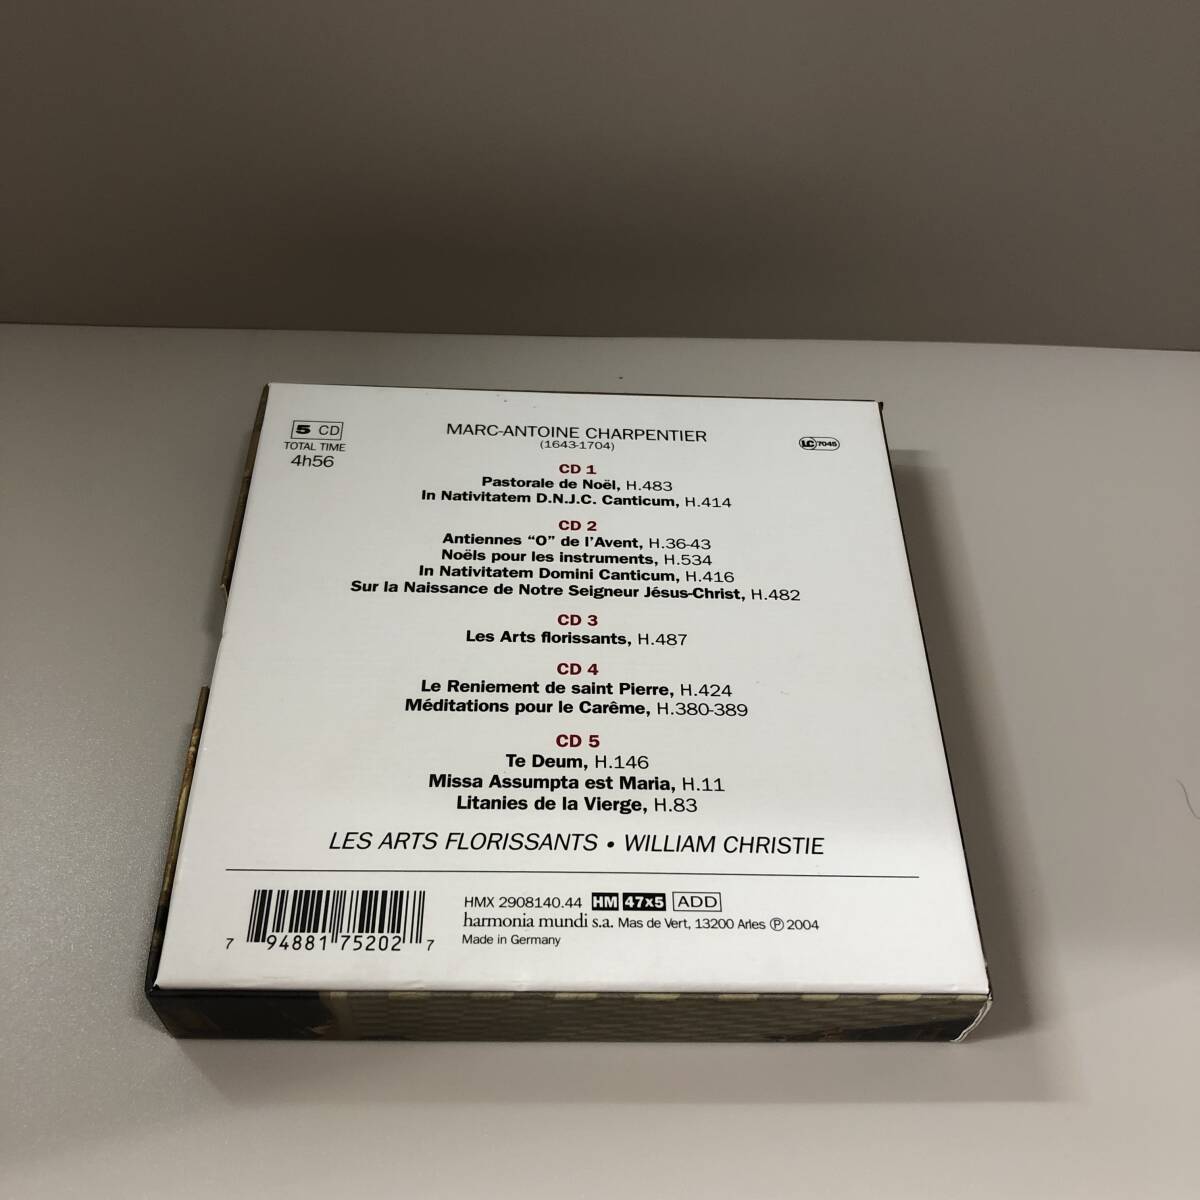 5 CD
TOTAL TIME
4h56
MARC-ANTOINE CHARPENTIER
(1643-1704)
LC 7045
CD 1
Pastorale de Noël, H.483
In Nativitatem D.N.J.C. Canticum, H.414
CD 2
Antiennes “O” de l’Avent, H.36-43
Noëls pour les instruments, H.534
In Nativitatem Domini Canticum, H.416
Sur la Naissance de Notre Seigneur Jésus-Christ, H.482
CD 3
Les Arts florissants, H.487
CD 4
Le Reniement de saint Pierre, H.424
Méditations pour le Carême, H.380-389
CD 5
Te Deum, H.146
Missa Assumpta est Maria, H.11
Litanies de la Vierge, H.83
LES ARTS FLORISSANTS • WILLIAM CHRISTIE
7 94881 75202 7
HMX 2908140.44 HM 47x5 ADD
harmonia mundi s.a. Mas de Vert, 13200 Arles ℗ 2004
Made in Germany